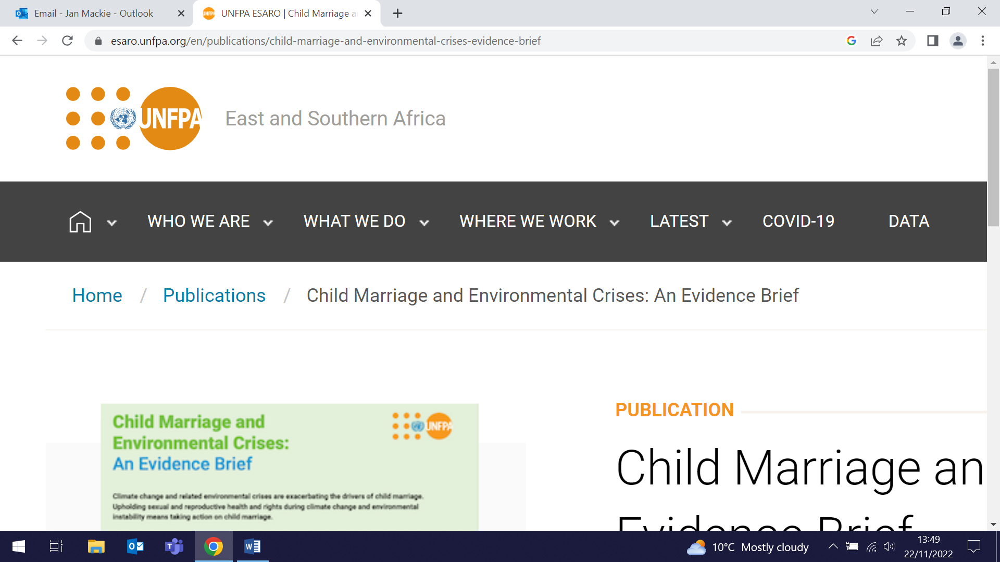 Email - Jan Mackie - Outlook
UNFPA ESARO | Child Marriage a
esaro.unfpa.org/en/publications/child-marriage-and-environmental-crises-evidence-brief
UNFPA
East and Southern Africa
WHO WE ARE
WHAT WE DO
WHERE WE WORK
LATEST
COVID-19
DATA
Home / Publications / Child Marriage and Environmental Crises: An Evidence Brief
Child Marriage and
Environmental Crises:
An Evidence Brief
UNFPA
Climate change and related environmental crises are exacerbating the drivers of child marriage.
Upholding sexual and reproductive health and rights during climate change and environmental
instability means taking action on child marriage.
PUBLICATION
Child Marriage an
Evidence Brief
10°C Mostly cloudy
13:49
22/11/2022